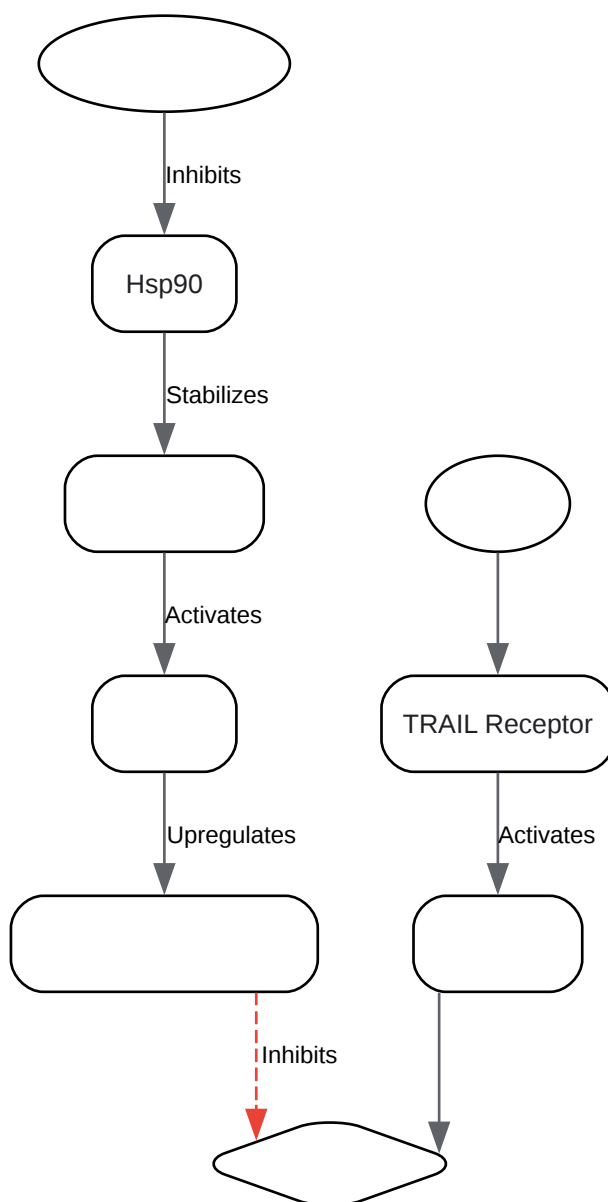 Inhibits
Hsp90
Stabilizes
Activates
TRAIL Receptor
Upregulates
Activates
Inhibits